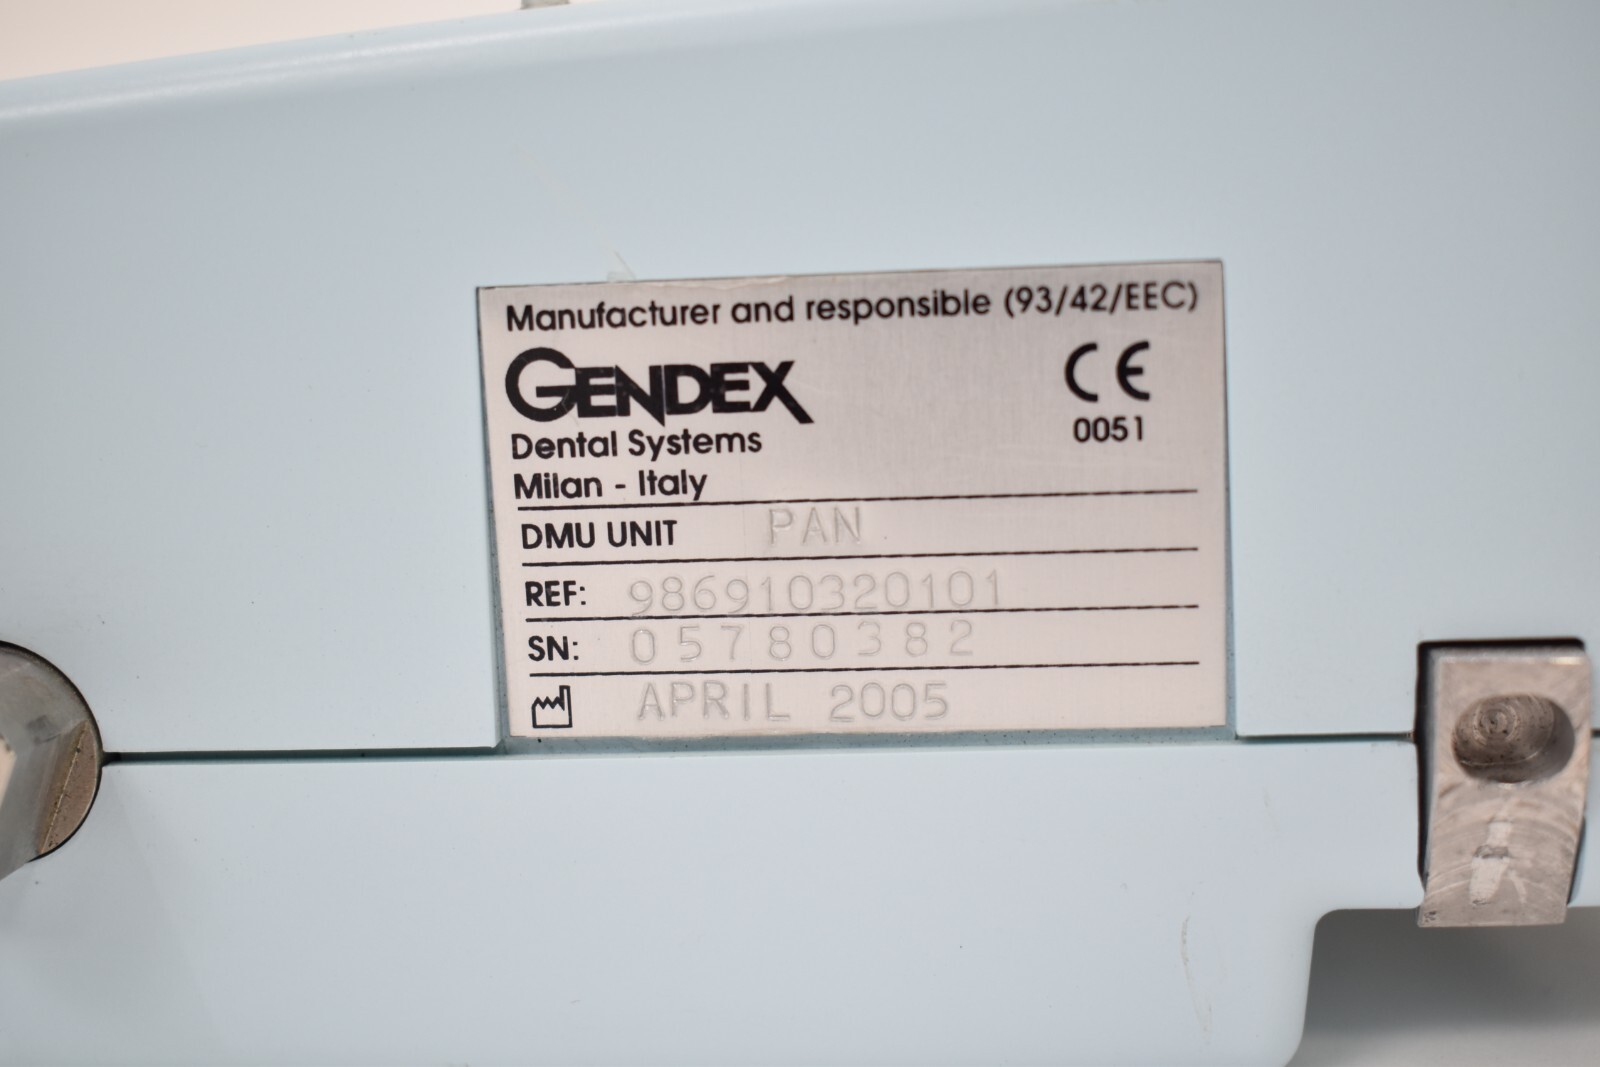 Manufacturer and responsible (93/42/EEC)
GENDEX
CE
0051
Dental Systems
Milan - Italy
DMU UNIT PAN
REF: 986910320101
SN: 05780382
APRIL 2005